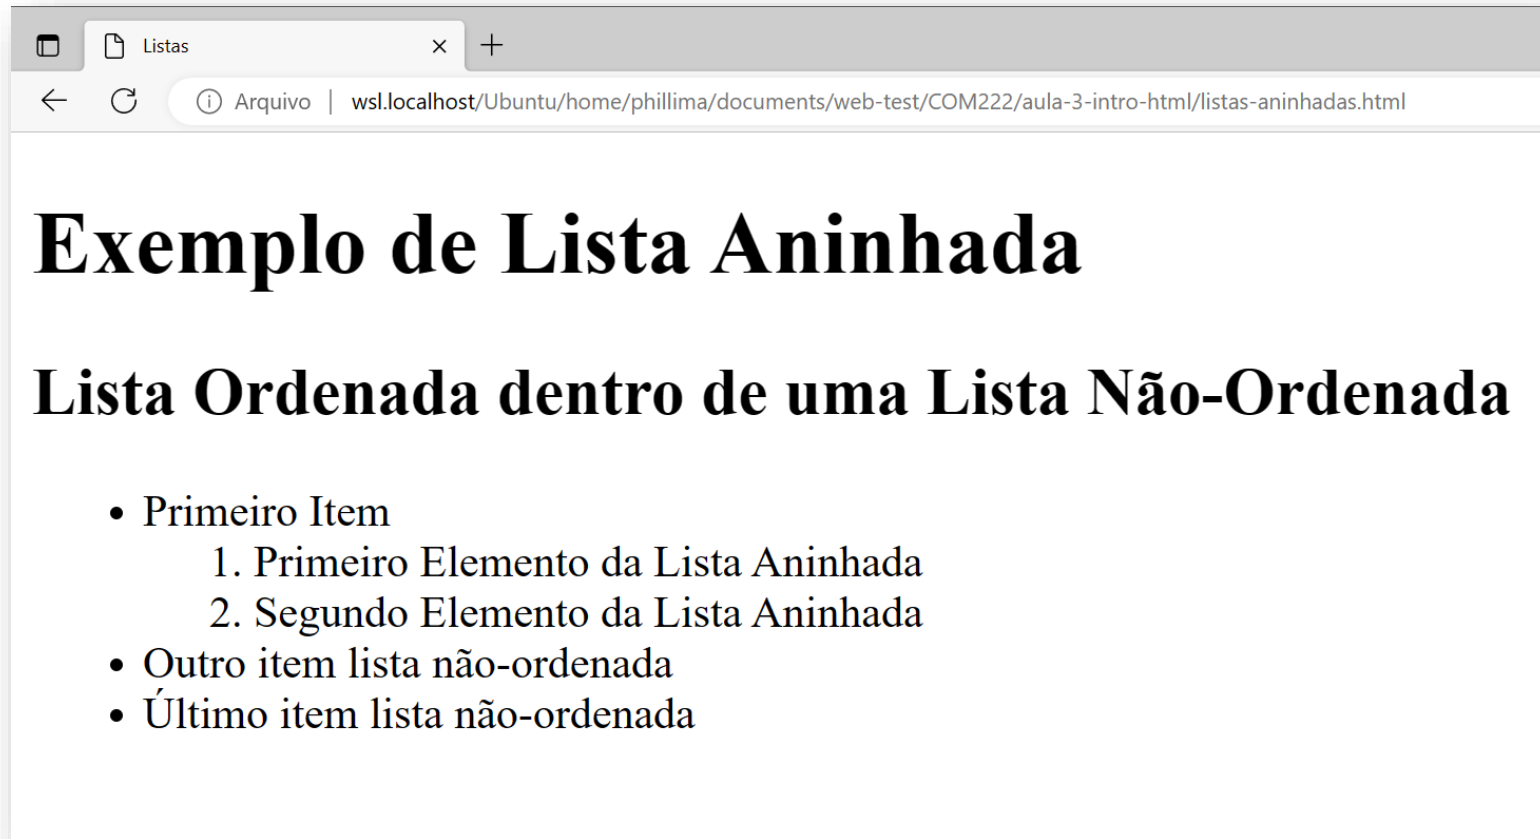 Listas
Arquivo | wsl.localhost/Ubuntu/home/phillima/documents/web-test/COM222/aula-3-intro-html/listas-aninhadas.html
Exemplo de Lista Aninhada
Lista Ordenada dentro de uma Lista Não-Ordenada
• Primeiro Item
1. Primeiro Elemento da Lista Aninhada
2. Segundo Elemento da Lista Aninhada
• Outro item lista não-ordenada
• Último item lista não-ordenada